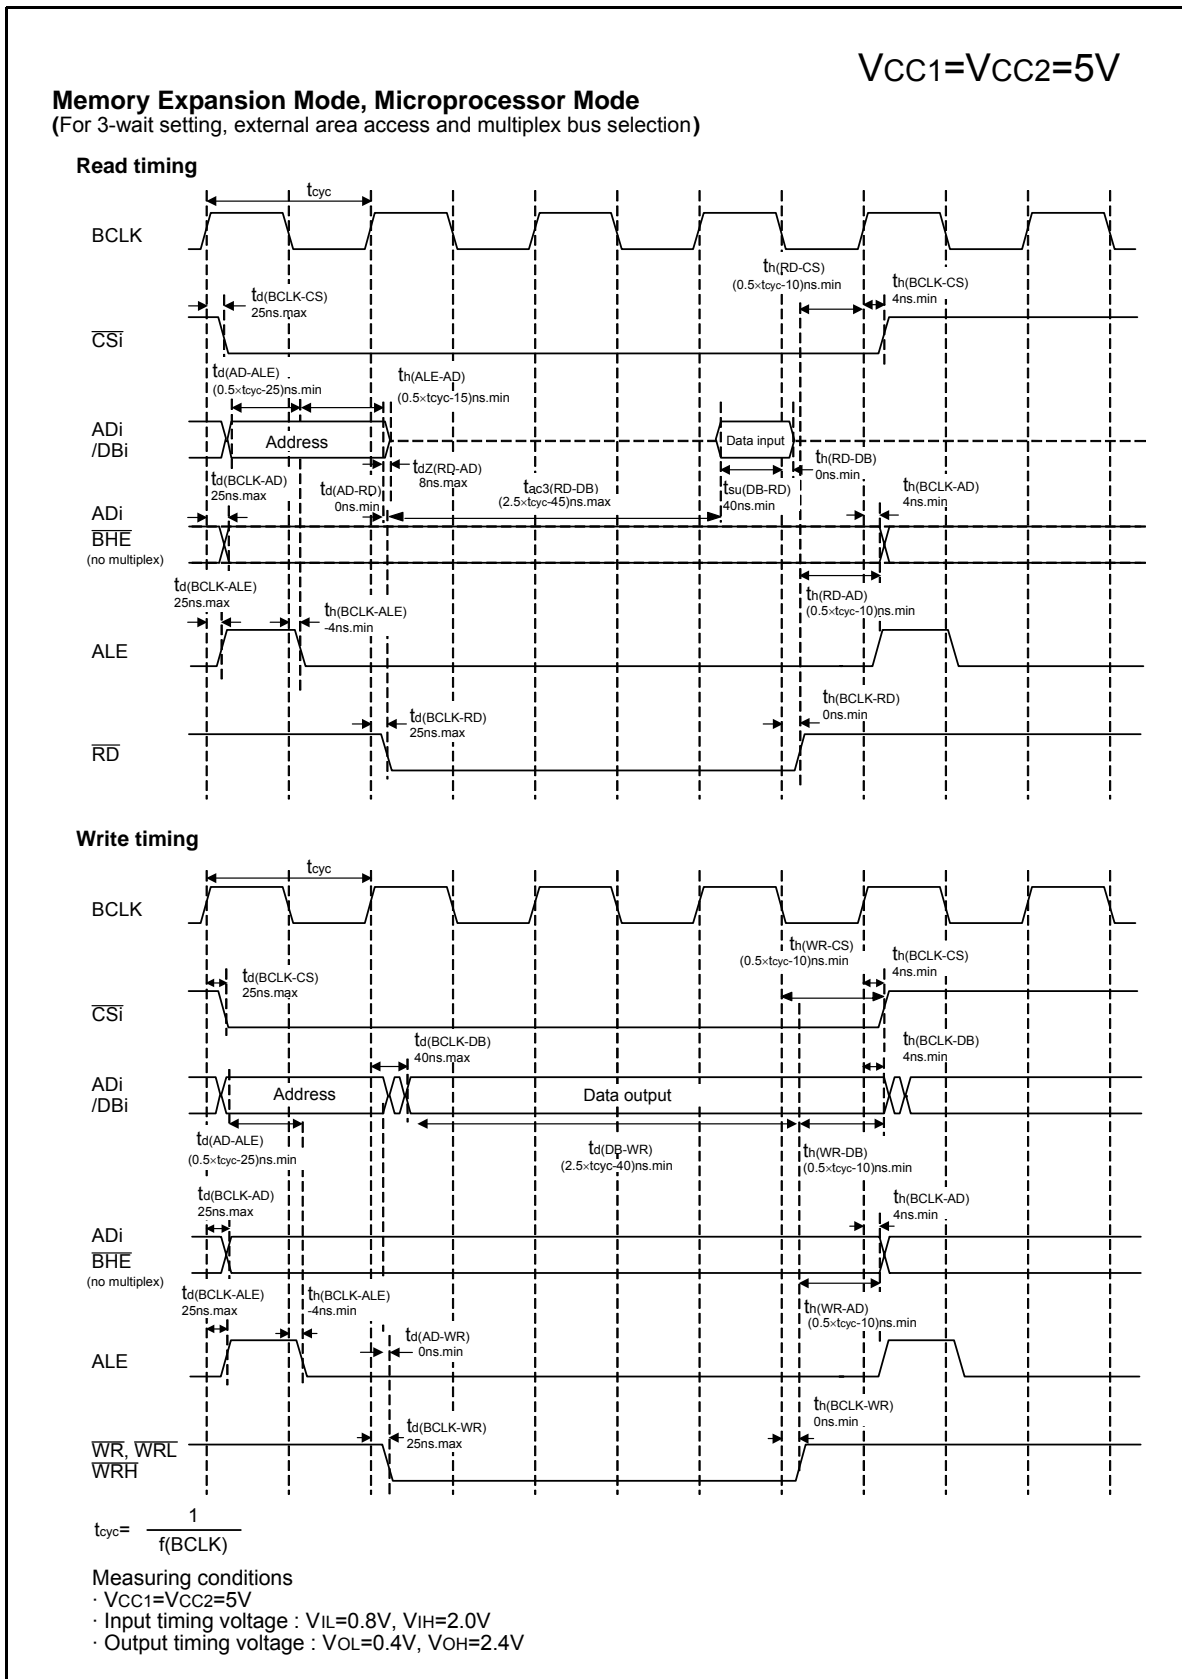 VCC1=VCC2=5V
Memory Expansion Mode, Microprocessor Mode
(For 3-wait setting, external area access and multiplex bus selection)
Read timing
tcyc
BCLK
th(RD-CS)
(0.5×tcyc-10)ns.min
th(BCLK-CS)
4ns.min
td(BCLK-CS)
25ns.max
CSi
td(AD-ALE)
(0.5×tcyc-25)ns.min
th(ALE-AD)
(0.5×tcyc-15)ns.min
ADi
/DBi
Address
Data input
th(RD-DB)
0ns.min
td(BCLK-AD)
25ns.max
td(AD-RD)
0ns.min
tdZ(RD-AD)
8ns.max
tac3(RD-DB)
(2.5×tcyc-45)ns.max
tsu(DB-RD)
40ns.min
th(BCLK-AD)
4ns.min
ADi
BHE
(no multiplex)
td(BCLK-ALE)
25ns.max
th(BCLK-ALE)
-4ns.min
th(RD-AD)
(0.5×tcyc-10)ns.min
ALE
td(BCLK-RD)
25ns.max
th(BCLK-RD)
0ns.min
RD
Write timing
tcyc
BCLK
th(WR-CS)
(0.5×tcyc-10)ns.min
th(BCLK-CS)
4ns.min
td(BCLK-CS)
25ns.max
CSi
td(BCLK-DB)
40ns.max
th(BCLK-DB)
4ns.min
ADi
/DBi
Address
Data output
td(AD-ALE)
(0.5×tcyc-25)ns.min
td(DB-WR)
(2.5×tcyc-40)ns.min
th(WR-DB)
(0.5×tcyc-10)ns.min
td(BCLK-AD)
25ns.max
th(BCLK-AD)
4ns.min
ADi
BHE
(no multiplex)
td(BCLK-ALE)
25ns.max
th(BCLK-ALE)
-4ns.min
th(WR-AD)
(0.5×tcyc-10)ns.min
td(AD-WR)
0ns.min
ALE
td(BCLK-WR)
25ns.max
th(BCLK-WR)
0ns.min
WR, WRL
WRH
tcyc= 1
f(BCLK)
Measuring conditions
· VCC1=VCC2=5V
· Input timing voltage : VIL=0.8V, VIH=2.0V
· Output timing voltage : VOL=0.4V, VOH=2.4V